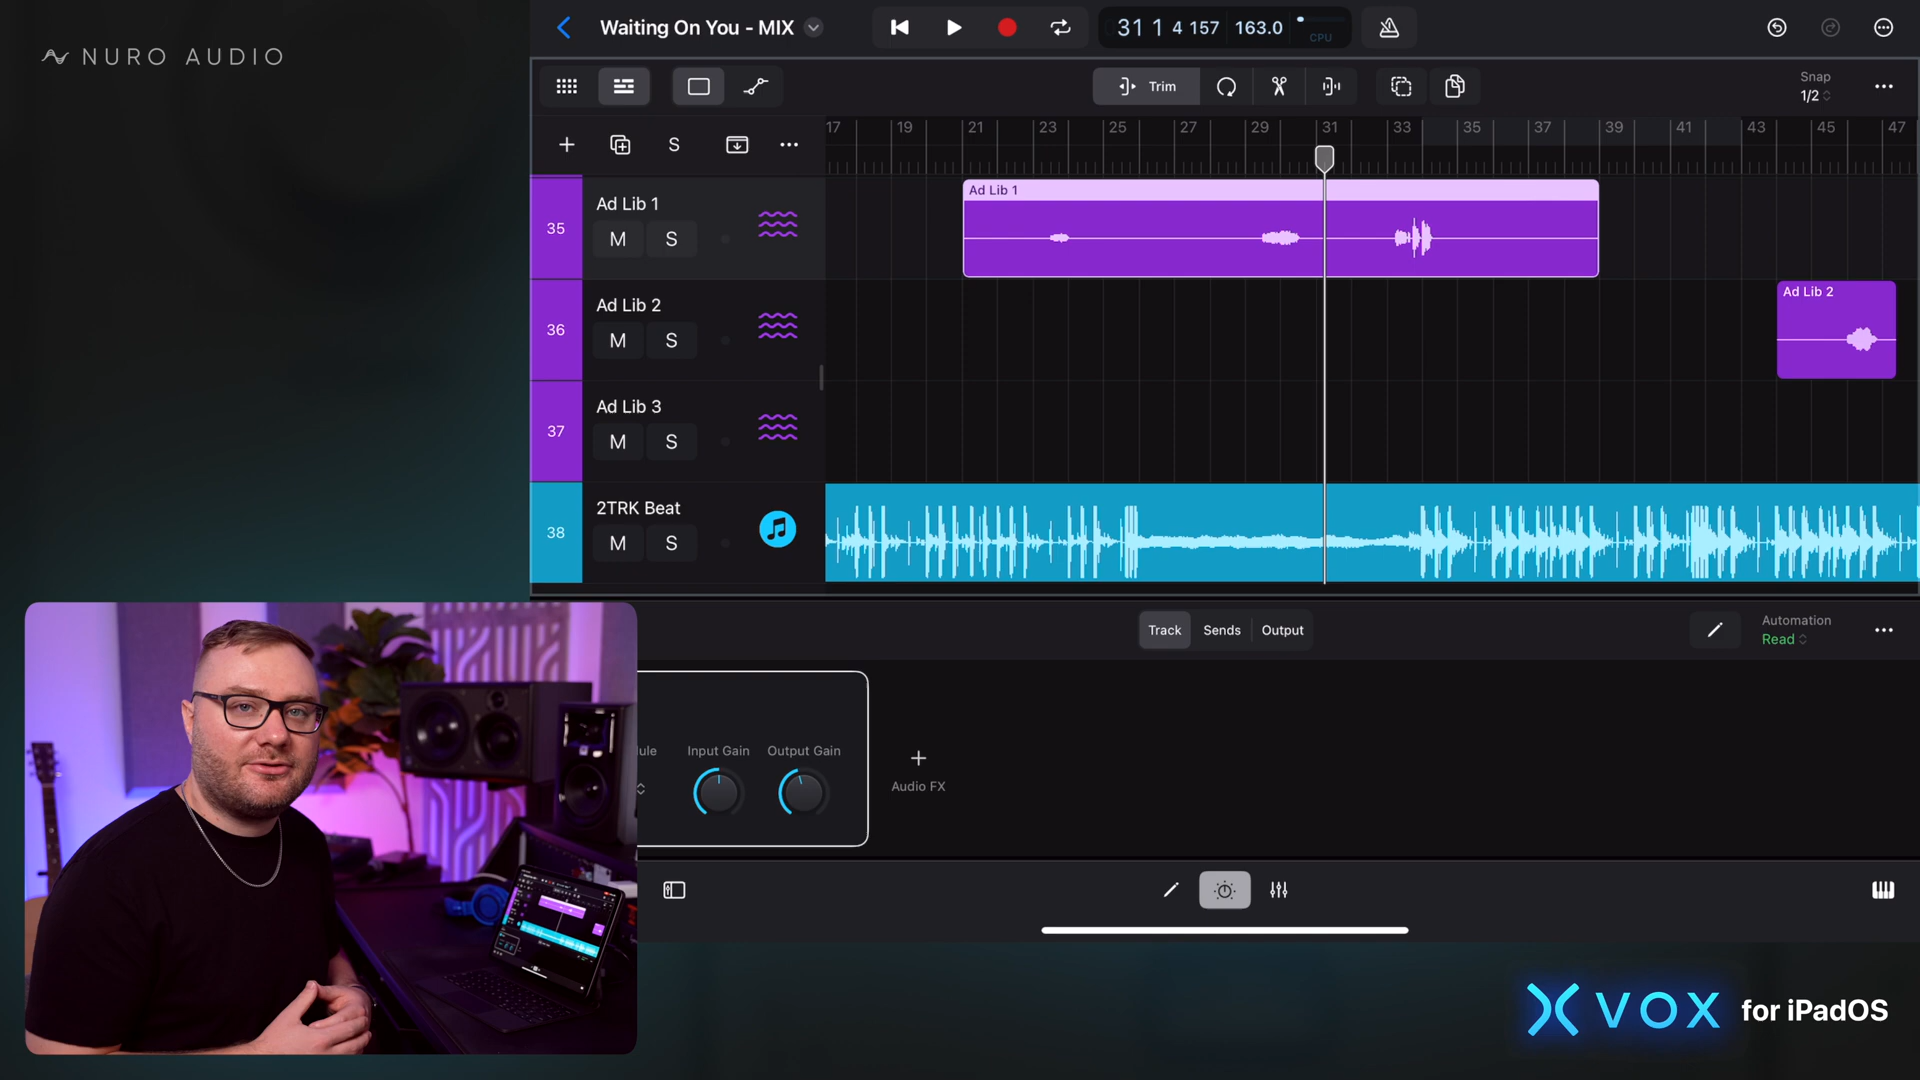 NURO AUDIO
Waiting On You - MIX
31 1 4 157 163.0 CPU
Trim
Snap
1/2
S
17 19 21 23 25 27 29 31 33 35 37 39 41 43 45 47
35 Ad Lib 1
M S
Ad Lib 1
36 Ad Lib 2
M S
Ad Lib 2
37 Ad Lib 3
M S
38 2TRK Beat
M S
Track Sends Output
Automation
Read
Input Gain Output Gain
Audio FX
VOX for iPadOS